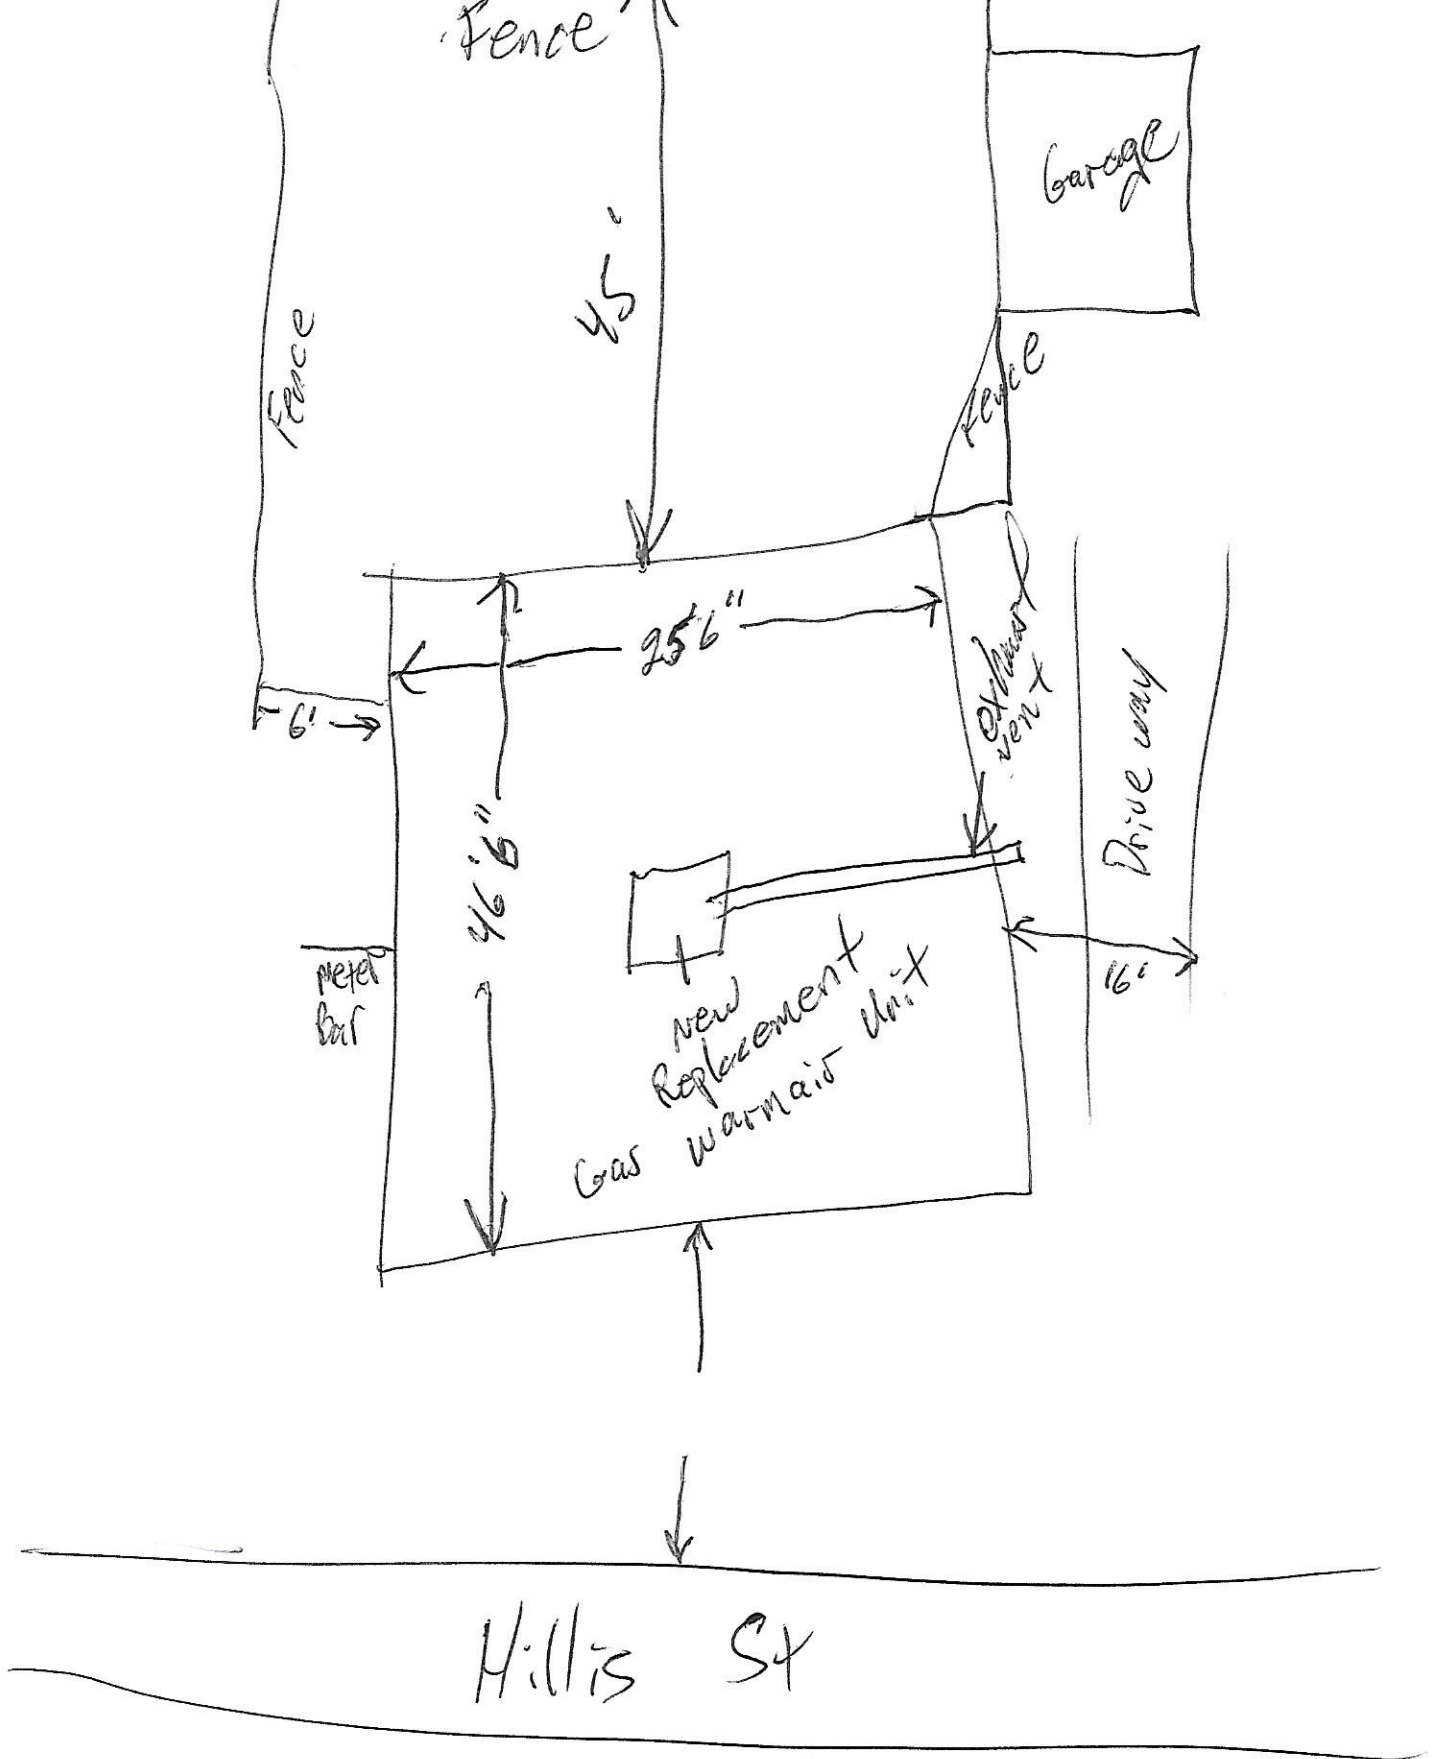 Fence
Garage
45'
Fence
Fence
25'6"
exhaust
vent
6'
Drive way
46'6"
Meter
Bar
16'
New
Replacement
Gas warmair Unit
Hillis St